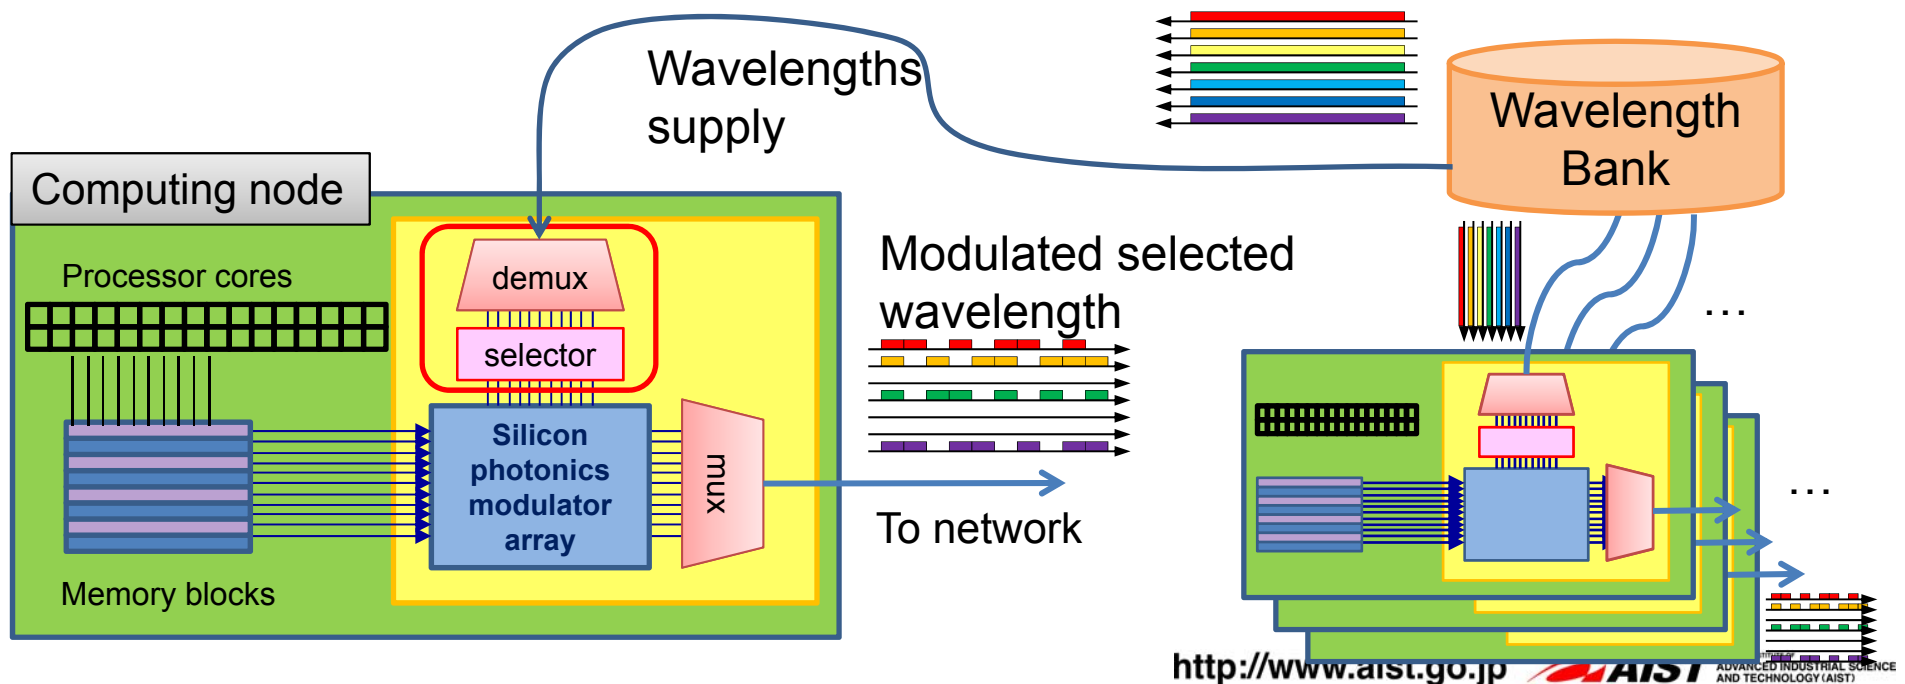 Wavelengths
supply
Wavelength
Bank
Computing node
Processor cores
demux
selector
Silicon
photonics
modulator
array
mux
Memory blocks
Modulated selected
wavelength
To network
...
...
http://www.aist.go.jp
AIST
ADVANCED INDUSTRIAL SCIENCE
AND TECHNOLOGY (AIST)